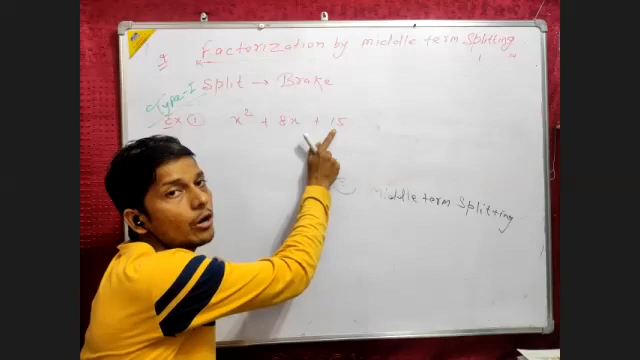 Factorization by middle term Splitting
Split → Brake
Type-I
Ex ① x² + 8x + 15
middle term Splitting